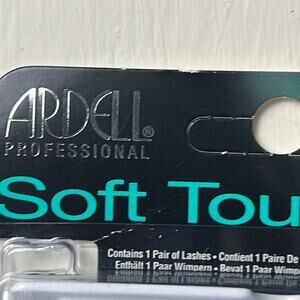 ARDELL®
PROFESSIONAL
Soft Tou
Contains 1 Pair of Lashes • Contient 1 Paire De
Enthält 1 Paar Wimpern • Bevat 1 Paar Wimper